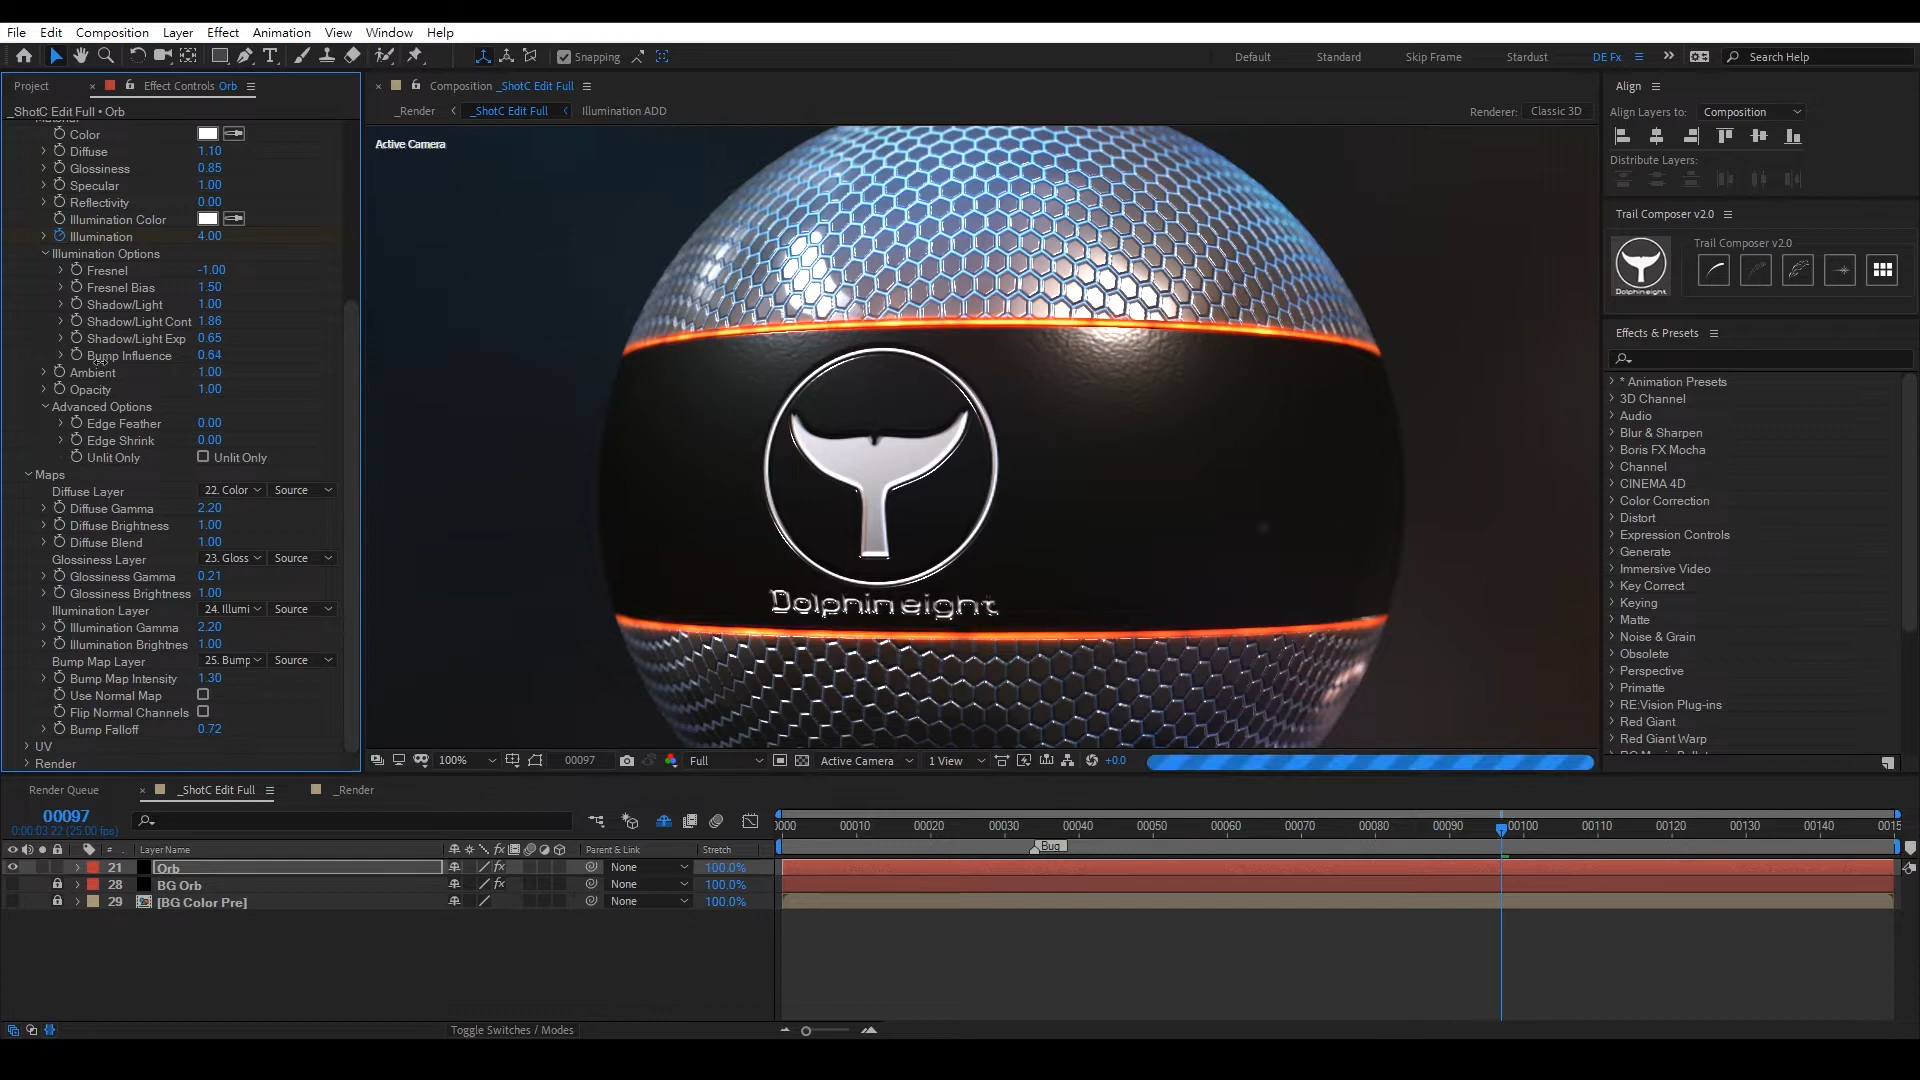 File Edit Composition Layer Effect Animation View Window Help
Snapping
Default Standard Skip Frame Stardust DE Fx Search Help
Project Effect Controls Orb
_ShotC Edit Full • Orb
Color
Diffuse 1.10
Glossiness 0.85
Specular 1.00
Reflectivity 0.00
Illumination Color
Illumination 4.00
Illumination Options
Fresnel -1.00
Fresnel Bias 1.50
Shadow/Light 1.00
Shadow/Light Cont 1.86
Shadow/Light Exp 0.65
Bump Influence 0.64
Ambient 1.00
Opacity 1.00
Advanced Options
Edge Feather 0.00
Edge Shrink 0.00
Unlit Only Unlit Only
Maps
Diffuse Layer 22. Color Source
Diffuse Gamma 2.20
Diffuse Brightness 1.00
Diffuse Blend 1.00
Glossiness Layer 23. Gloss Source
Glossiness Gamma 0.21
Glossiness Brightness 1.00
Illumination Layer 24. Illumi Source
Illumination Gamma 2.20
Illumination Brightnes 1.00
Bump Map Layer 25. Bump Source
Bump Map Intensity 1.30
Use Normal Map
Flip Normal Channels
Bump Falloff 0.72
UV
Render
Composition _ShotC Edit Full
_Render _ShotC Edit Full Illumination ADD
Renderer: Classic 3D
Active Camera
Dolphineight
100% 00097 Full Active Camera 1 View +0.0
Align
Align Layers to: Composition
Distribute Layers:
Trail Composer v2.0
Dolphineight
Trail Composer v2.0
Effects & Presets
* Animation Presets
3D Channel
Audio
Blur & Sharpen
Boris FX Mocha
Channel
CINEMA 4D
Color Correction
Distort
Expression Controls
Generate
Immersive Video
Key Correct
Keying
Matte
Noise & Grain
Obsolete
Perspective
Primatte
RE:Vision Plug-ins
Red Giant
Red Giant Warp
Render Queue _ShotC Edit Full _Render
00097
0:00:03:22 (25.00 fps)
0000 00010 00020 00030 00040 00050 00060 00070 00080 00090 00100 00110 00120 00130 00140 0015
# Layer Name Parent & Link Stretch
Bug
21 Orb None 100.0%
28 BG Orb None 100.0%
29 [BG Color Pre] None 100.0%
Toggle Switches / Modes